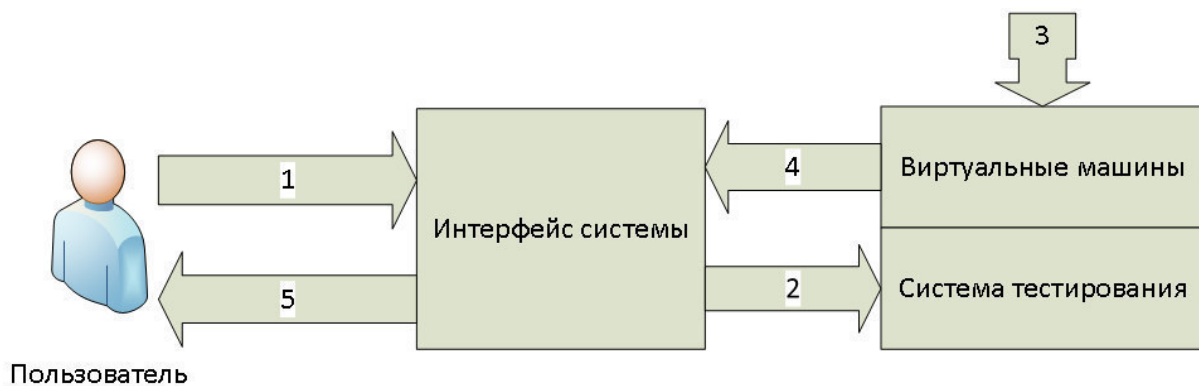 3
1
4
Виртуальные машины
Интерфейс системы
5
2
Система тестирования
Пользователь